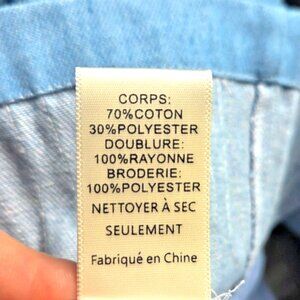 CORPS:
70%COTON
30%POLYESTER
DOUBLURE:
100%RAYONNE
BRODERIE:
100%POLYESTER
NETTOYER À SEC
SEULEMENT
Fabriqué en Chine